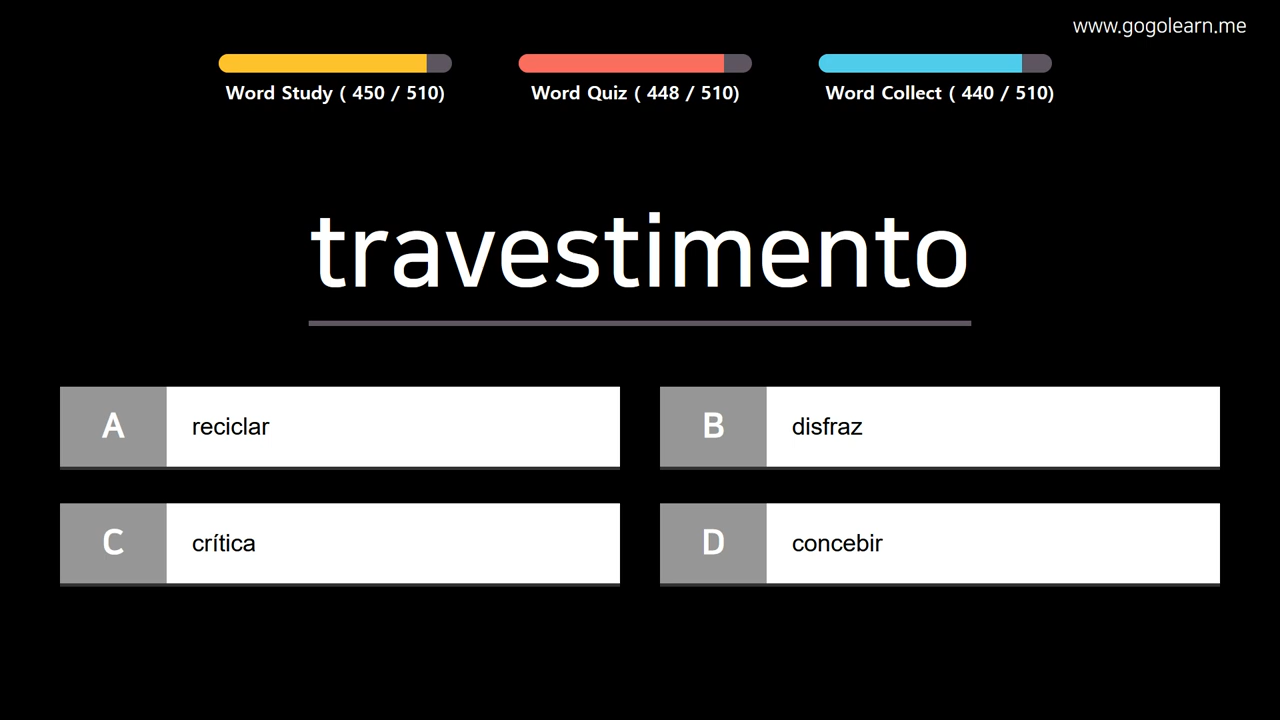 www.gogolearn.me
Word Study ( 450 / 510)
Word Quiz ( 448 / 510)
Word Collect ( 440 / 510)
travestimento
A reciclar
B disfraz
C crítica
D concebir